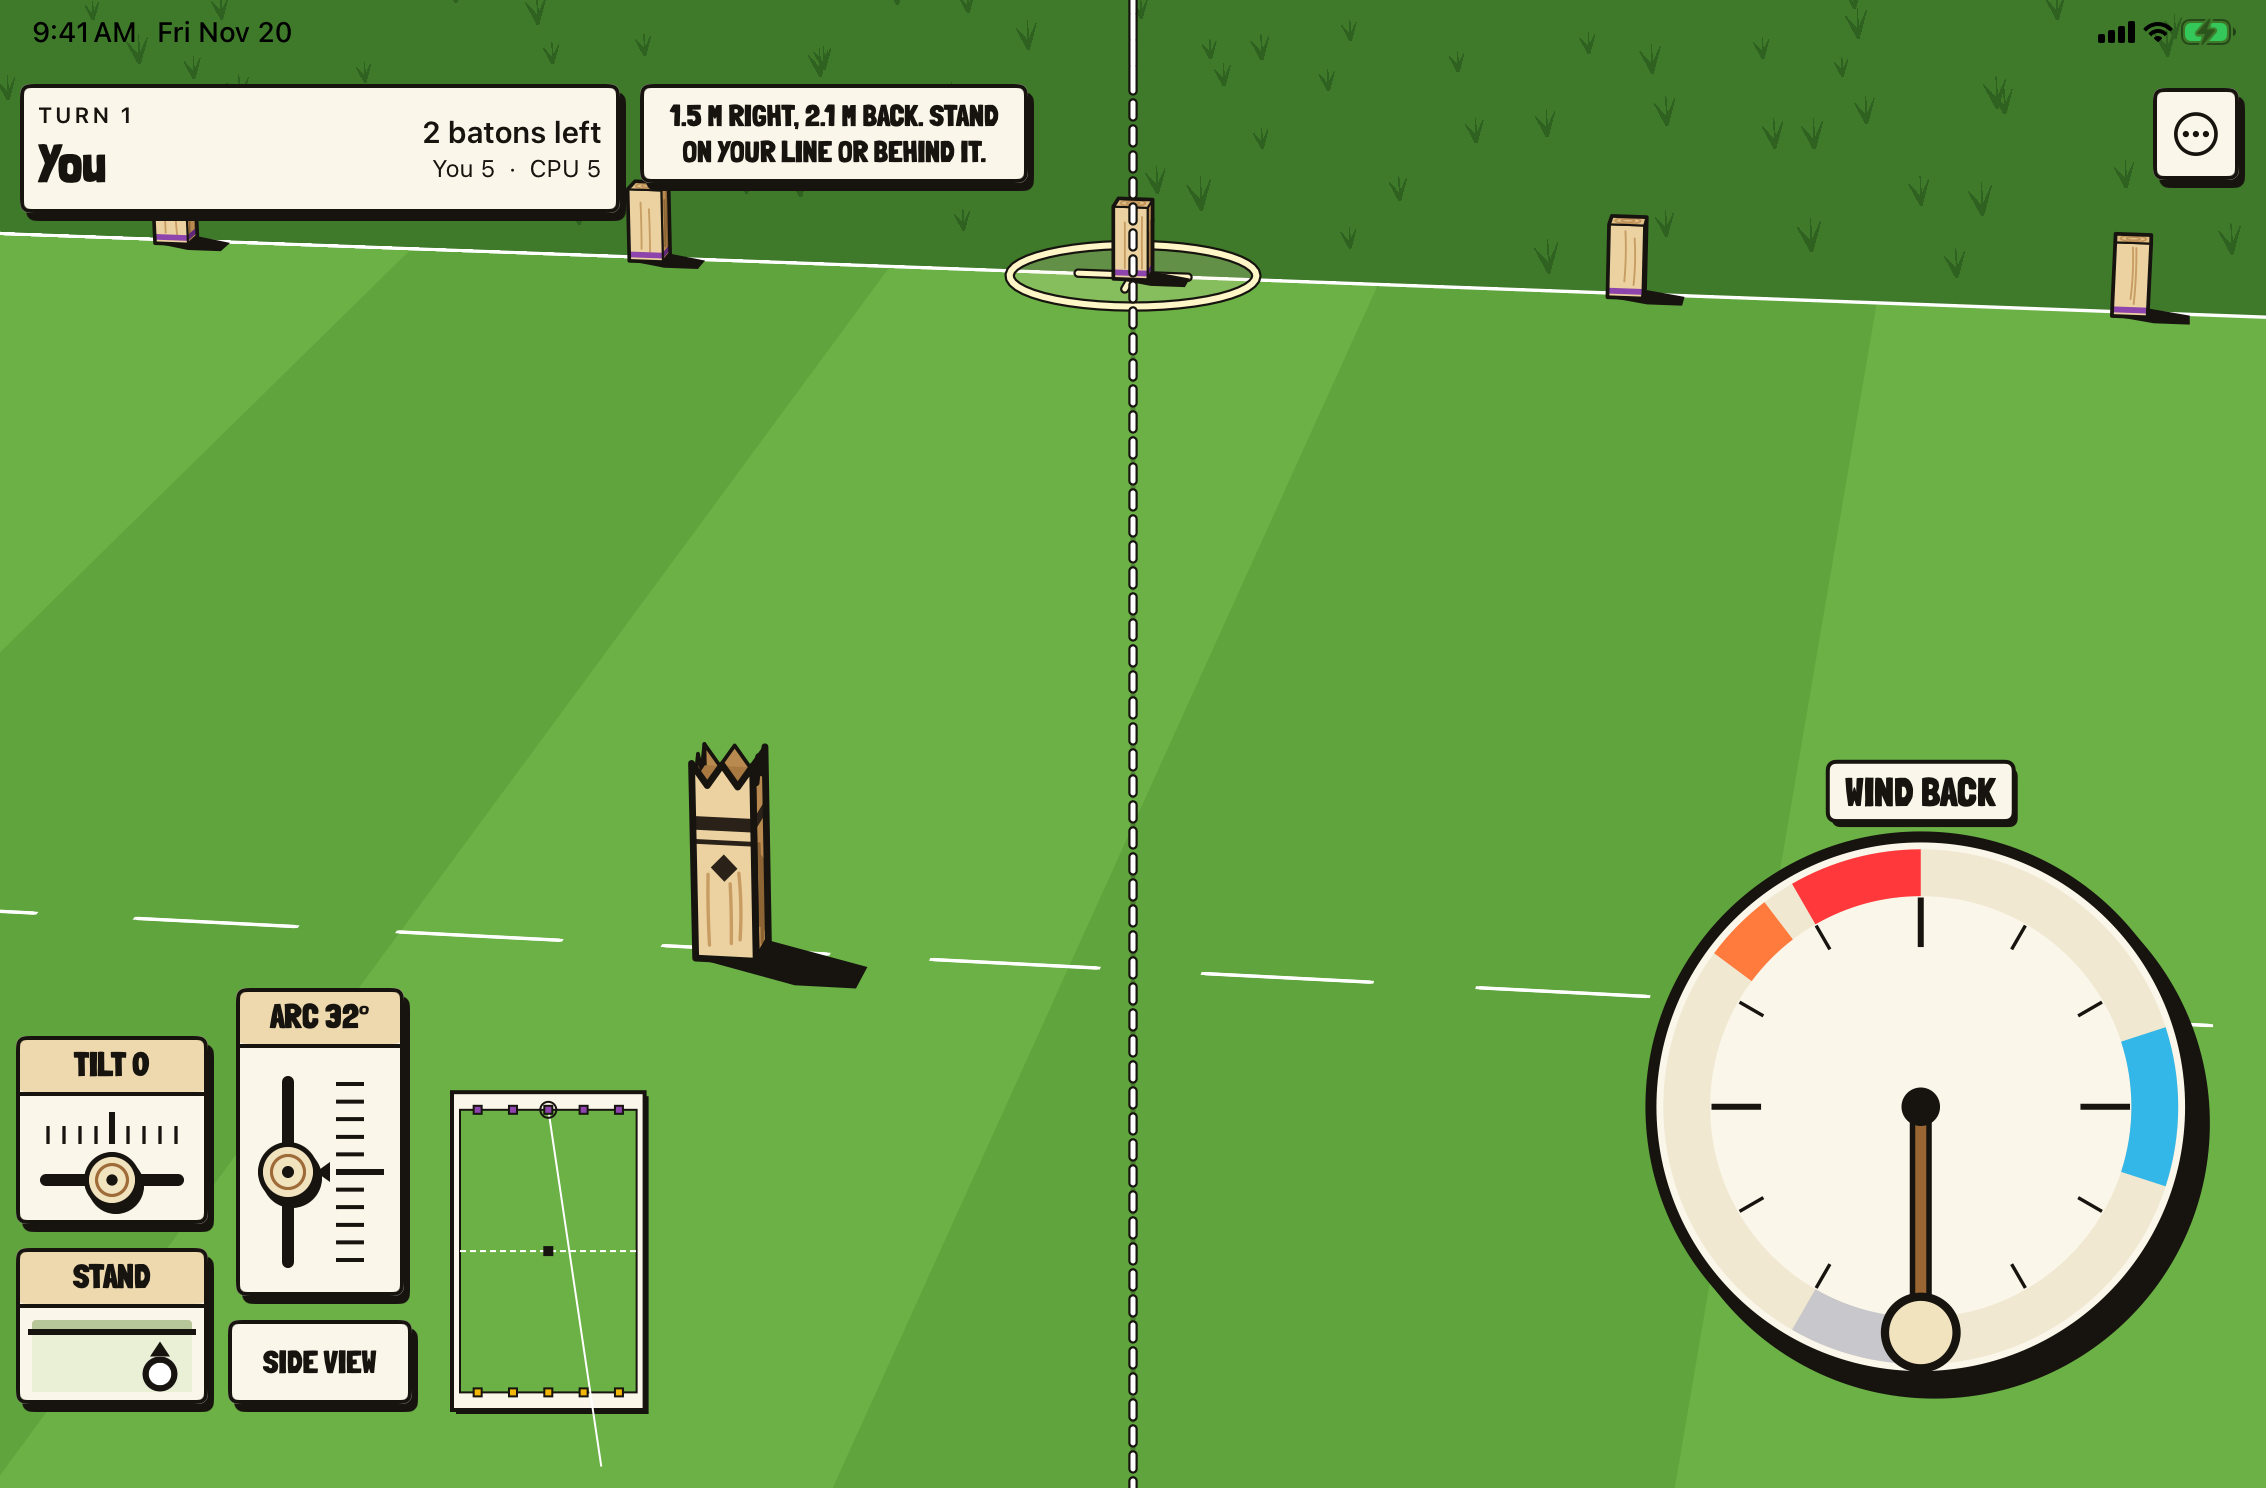 9:41 AM Fri Nov 20
TURN 1
You
2 batons left
You 5 · CPU 5
1.5 M RIGHT, 2.1 M BACK. STAND
ON YOUR LINE OR BEHIND IT.
WIND BACK
ARC 32°
TILT 0
STAND
SIDE VIEW